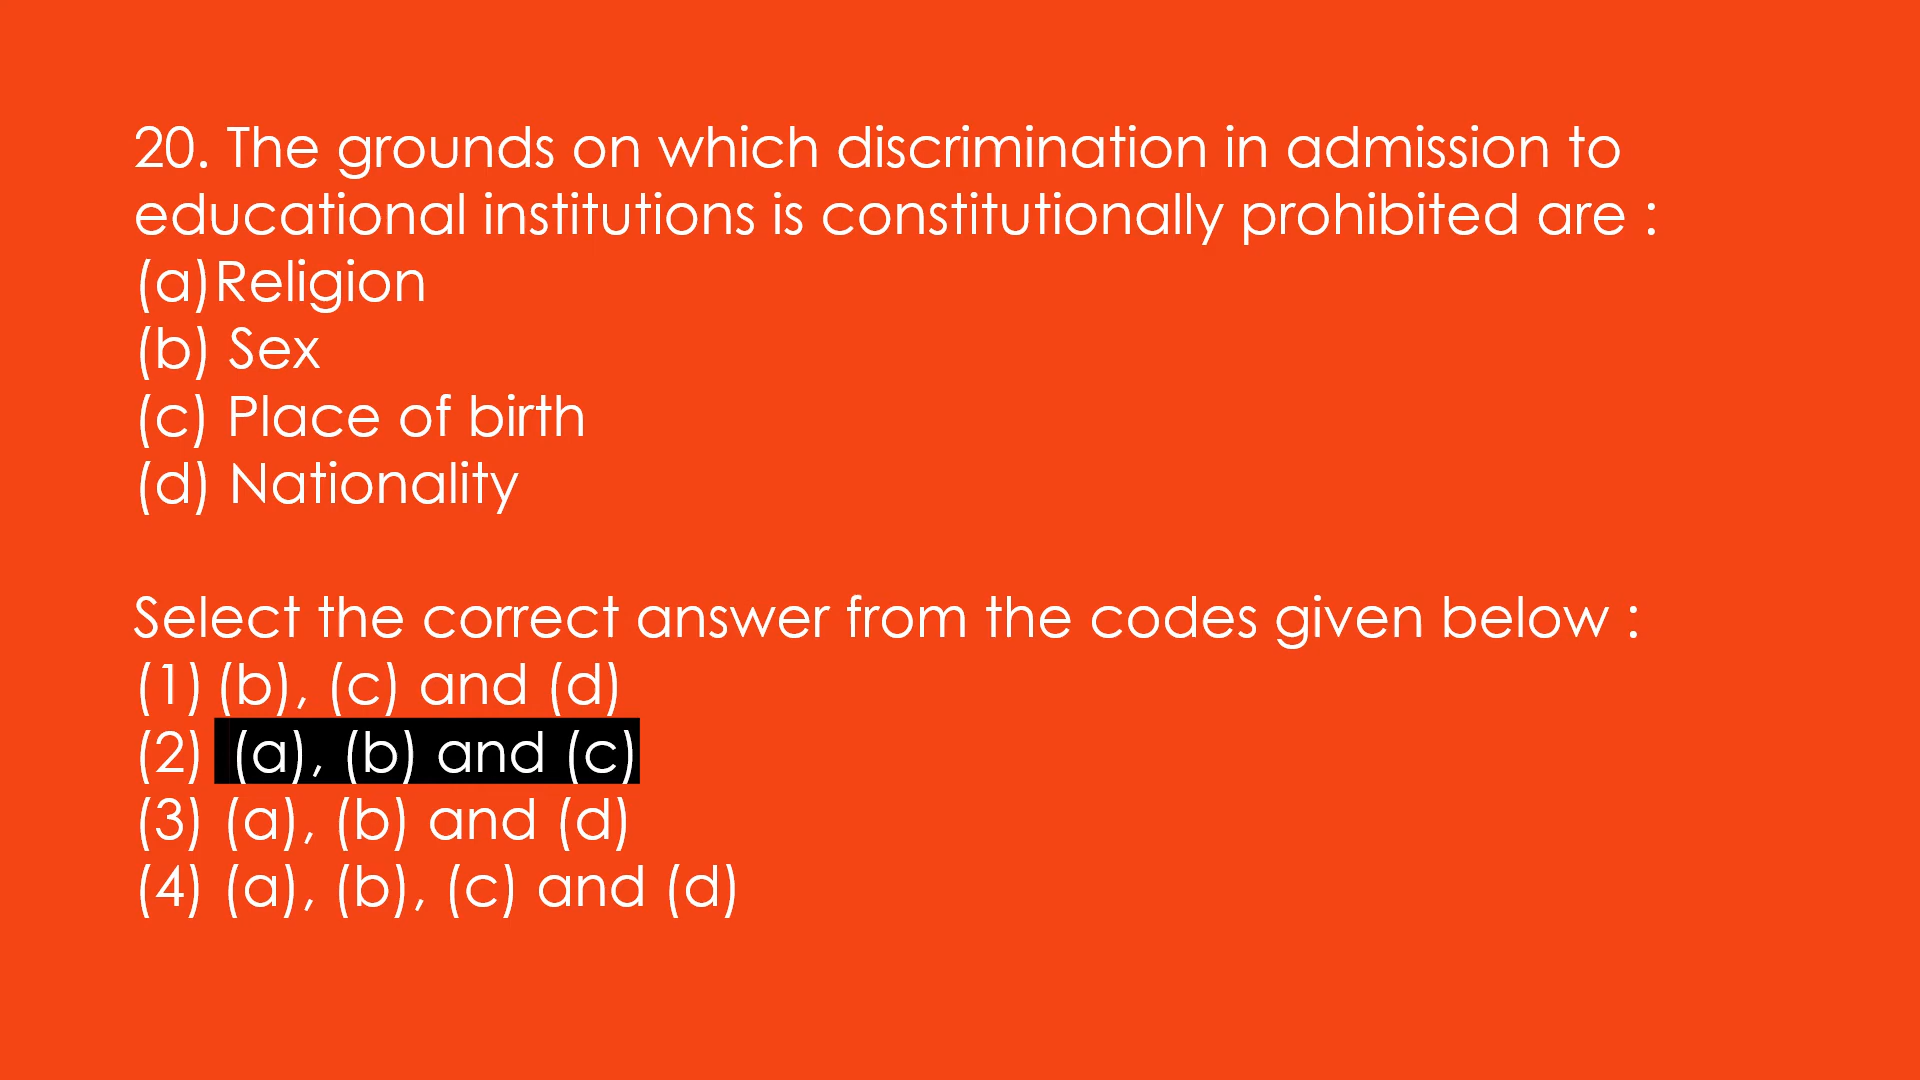 20. The grounds on which discrimination in admission to
educational institutions is constitutionally prohibited are :
(a)Religion
(b) Sex
(c) Place of birth
(d) Nationality
Select the correct answer from the codes given below :
(1) (b), (c) and (d)
(2) (a), (b) and (c)
(3) (a), (b) and (d)
(4) (a), (b), (c) and (d)